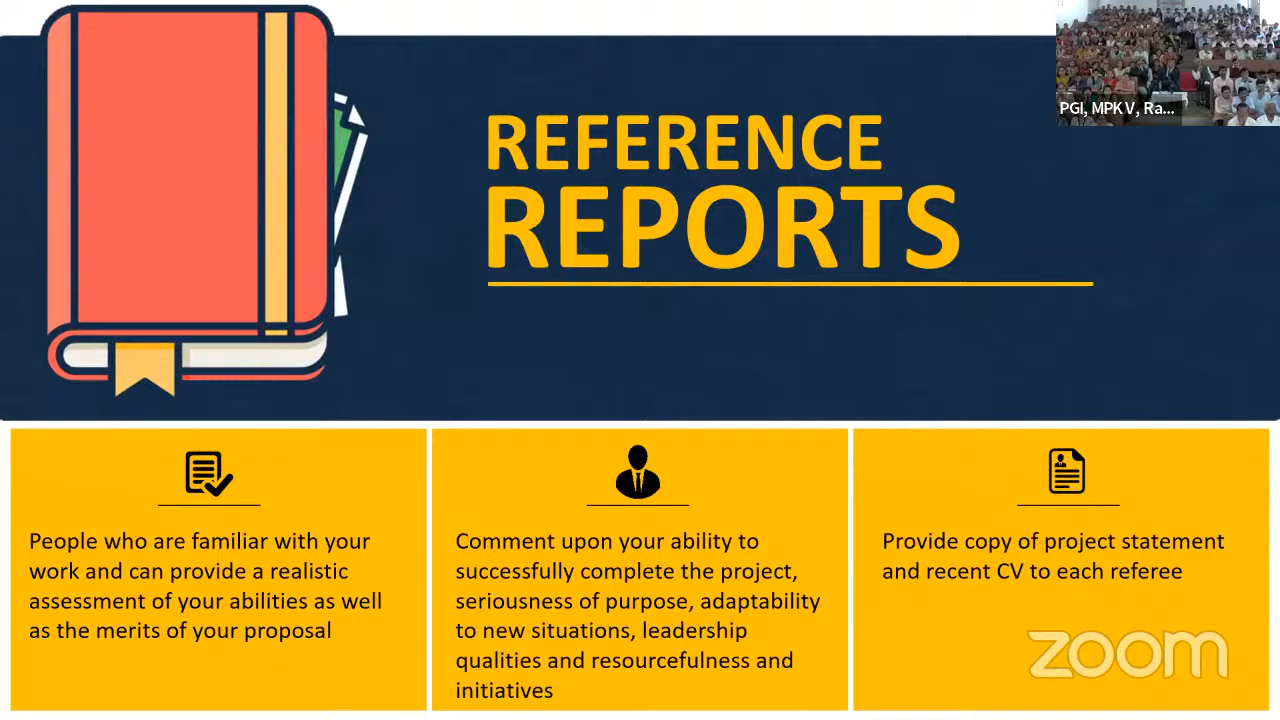 PGI, MPKV, Ra...
REFERENCE
REPORTS
People who are familiar with your
work and can provide a realistic
assessment of your abilities as well
as the merits of your proposal
Comment upon your ability to
successfully complete the project,
seriousness of purpose, adaptability
to new situations, leadership
qualities and resourcefulness and
initiatives
Provide copy of project statement
and recent CV to each referee
zoom